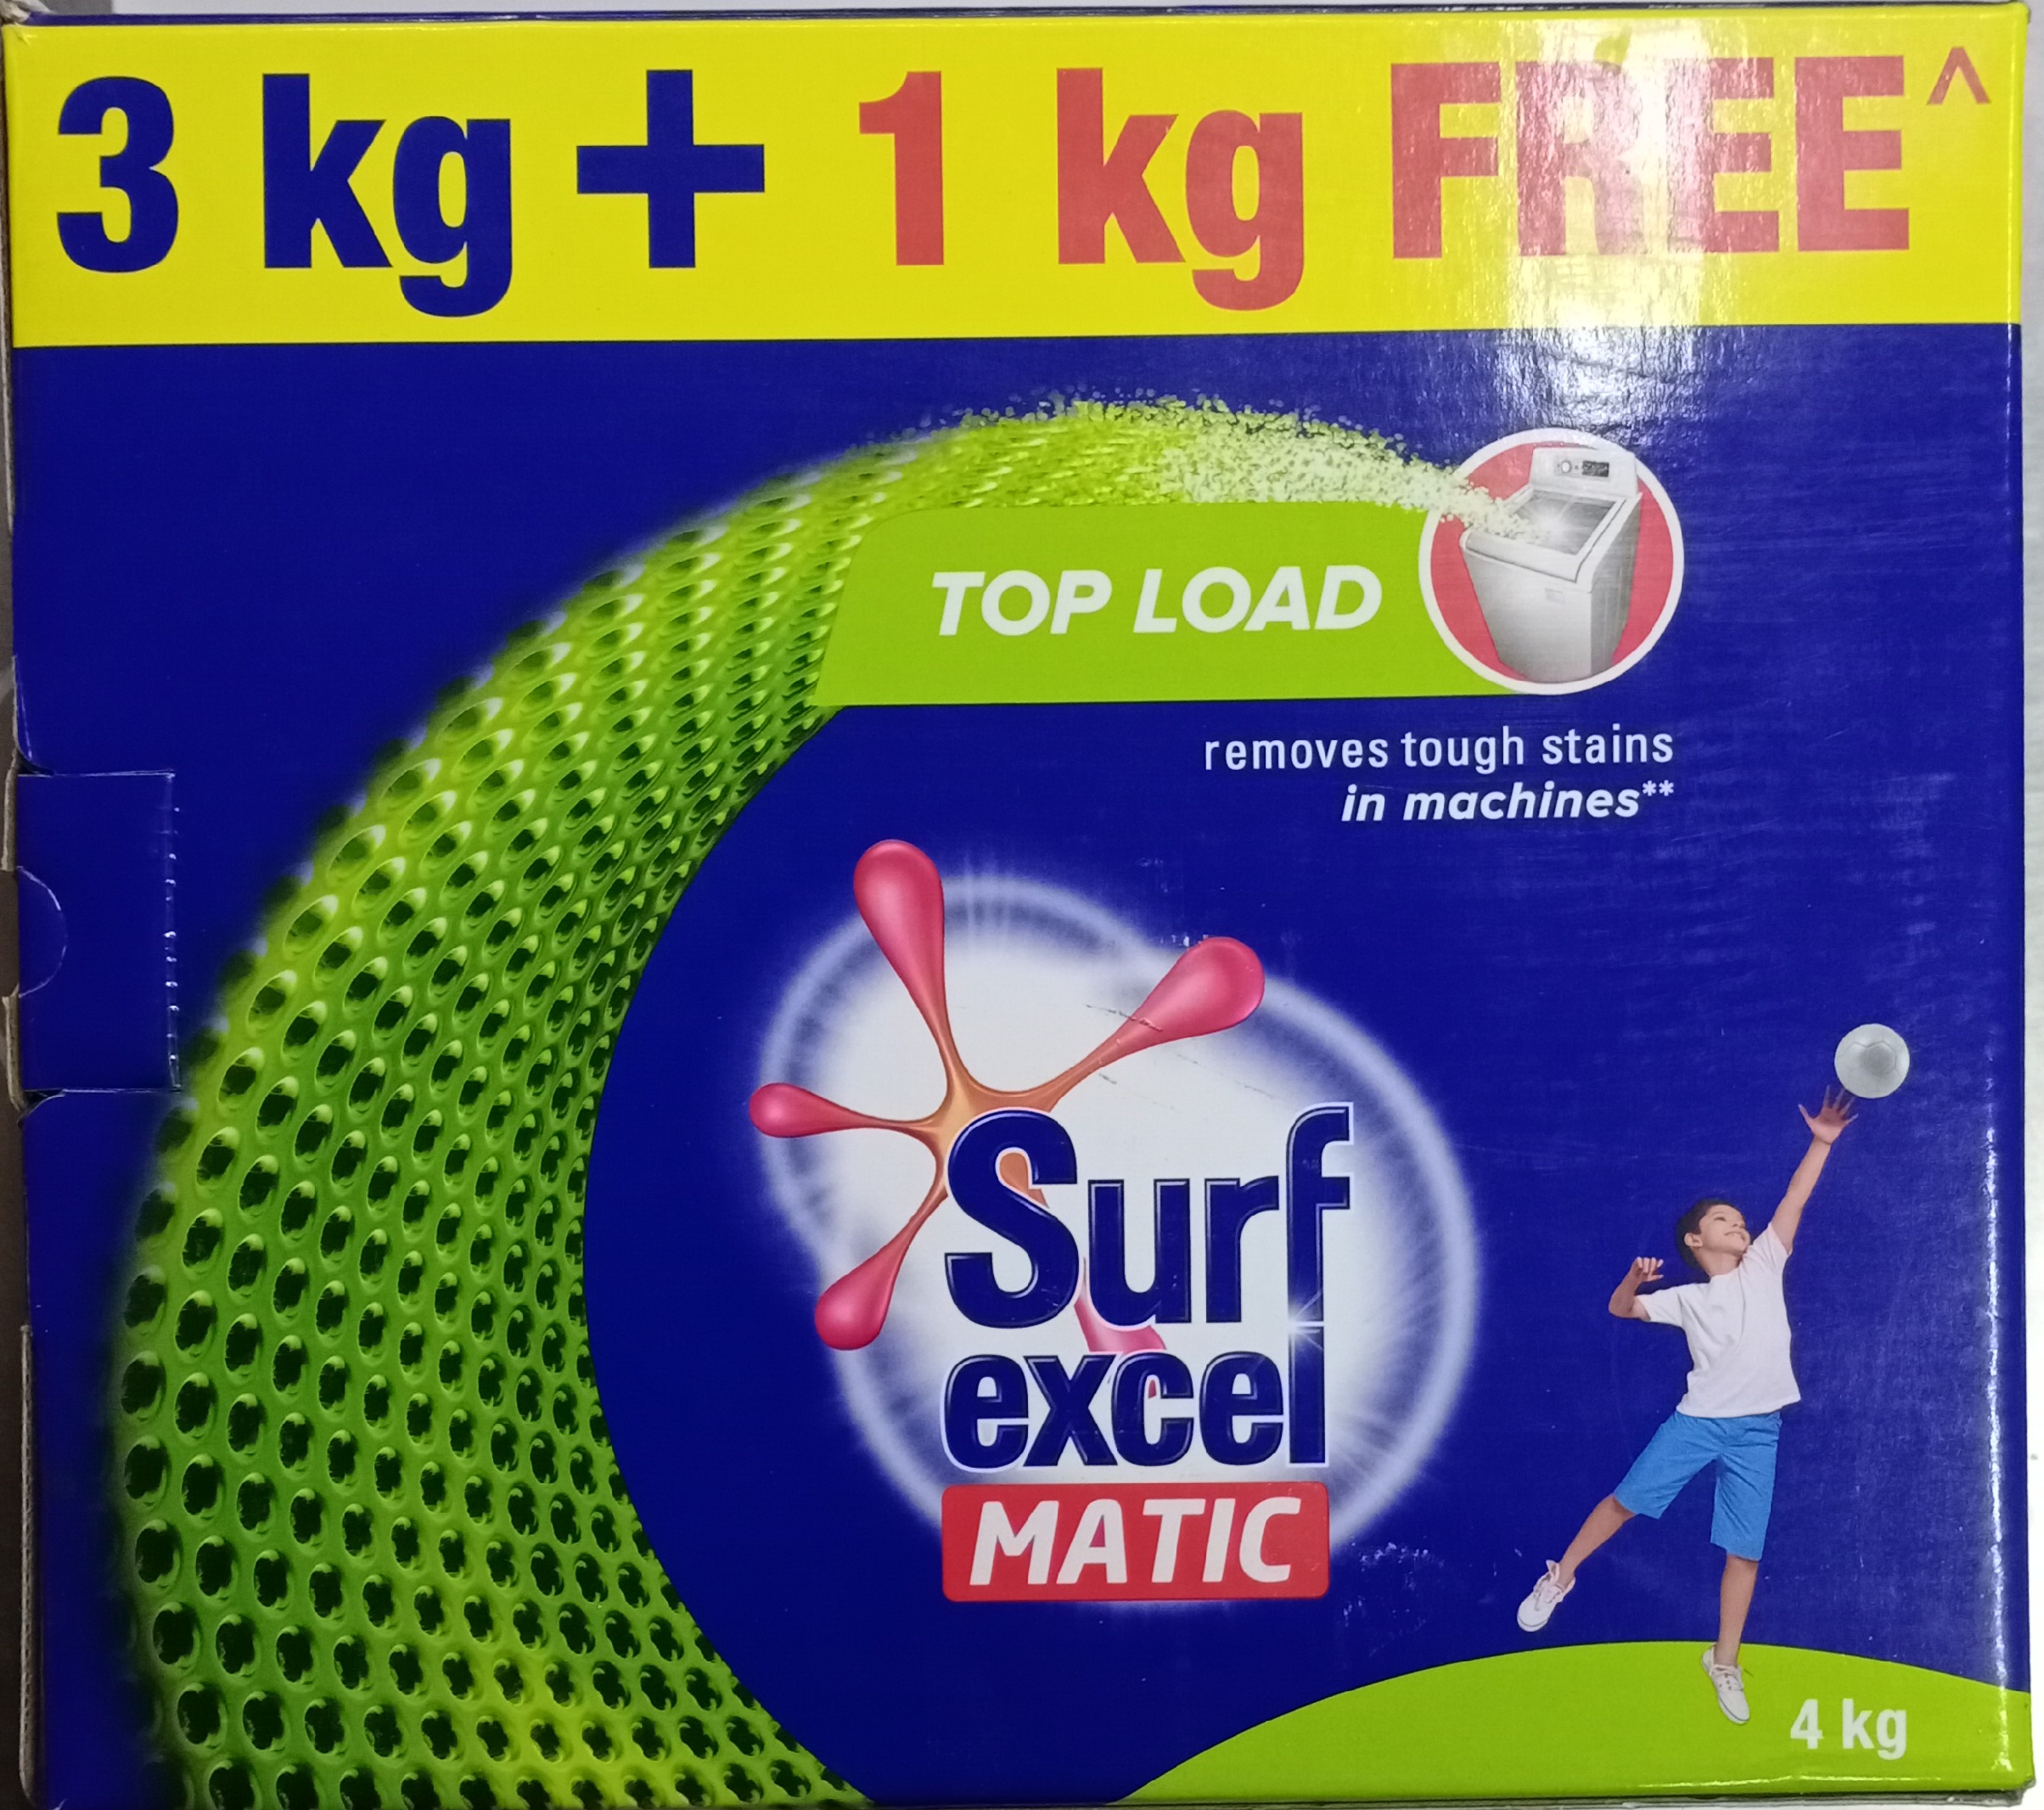 3 kg + 1 kg FREE^
TOP LOAD
removes tough stains
in machines**
Surf
excel
MATIC
4 kg